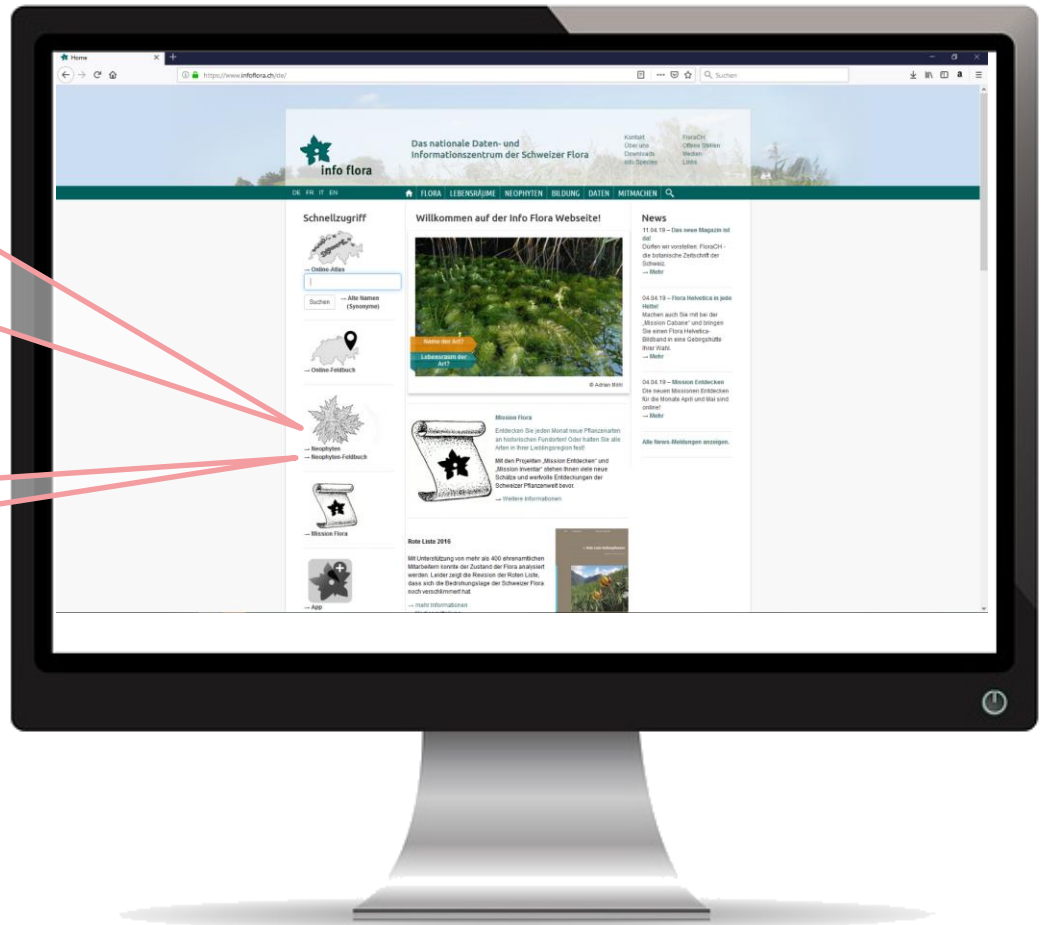 Home
https://www.infoflora.ch/de/
Suchen
info flora
Das nationale Daten- und
Informationszentrum der Schweizer Flora
Kontakt
Über uns
Downloads
Info Species
FloraCH
Offene Stellen
Medien
Links
DE FR IT EN
FLORA LEBENSRÄUME NEOPHYTEN BILDUNG DATEN MITMACHEN
Schnellzugriff
→ Online-Atlas
Suchen
→ Alte Namen
(Synonyme)
→ Online-Feldbuch
→ Neophyten
→ Neophyten-Feldbuch
→ Mission Flora
→ App
Willkommen auf der Info Flora Webseite!
Name der Art?
Lebensraum der
Art?
© Adrian Möhl
Mission Flora
Entdecken Sie jeden Monat neue Pflanzenarten
an historischen Fundorten! Oder halten Sie alle
Arten in Ihrer Lieblingsregion fest!
Mit den Projekten „Mission Entdecken“ und
„Mission Inventar“ stehen Ihnen viele neue
Schätze und wertvolle Entdeckungen der
Schweizer Pflanzenwelt bevor.
→ Weitere Informationen
Rote Liste 2016
Mit Unterstützung von mehr als 400 ehrenamtlichen
Mitarbeitern konnte der Zustand der Flora analysiert
werden. Leider zeigt die Revision der Roten Liste,
dass sich die Bedrohungslage der Schweizer Flora
noch verschlimmert hat.
→ mehr Informationen
News
11.04.19 – Das neue Magazin ist
da!
Dürfen wir vorstellen: FloraCH -
die botanische Zeitschrift der
Schweiz.
→ Mehr
04.04.19 – Flora Helvetica in jede
Hütte!
Machen auch Sie mit bei der
„Mission Cabane“ und bringen
Sie einen Flora Helvetica-
Bildband in eine Gebirgshütte
Ihrer Wahl.
→ Mehr
04.04.19 – Mission Entdecken
Die neuen Missionen Entdecken
für die Monate April und Mai sind
online!
→ Mehr
Alle News-Meldungen anzeigen.